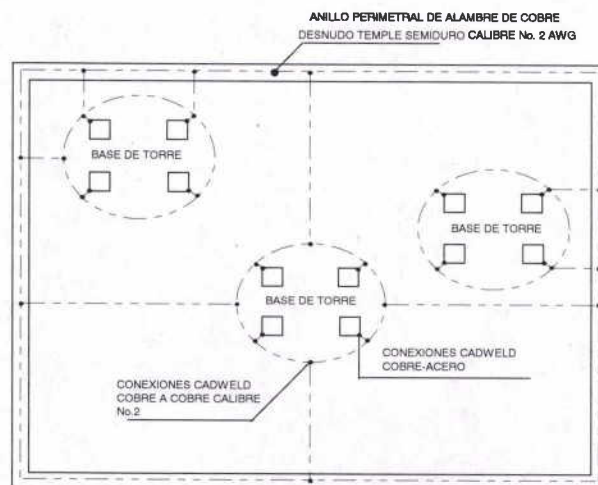 ANILLO PERIMETRAL DE ALAMBRE DE COBRE
DESNUDO TEMPLE SEMIDURO CALIBRE No. 2 AWG
BASE DE TORRE
BASE DE TORRE
BASE DE TORRE
CONEXIONES CADWELD
COBRE-ACERO
CONEXIONES CADWELD
COBRE A COBRE CALIBRE
No.2